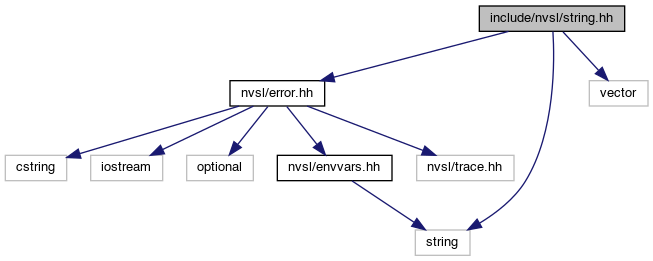 include/nvsl/string.hh
nvsl/error.hh
vector
cstring
iostream
optional
nvsl/envvars.hh
nvsl/trace.hh
string